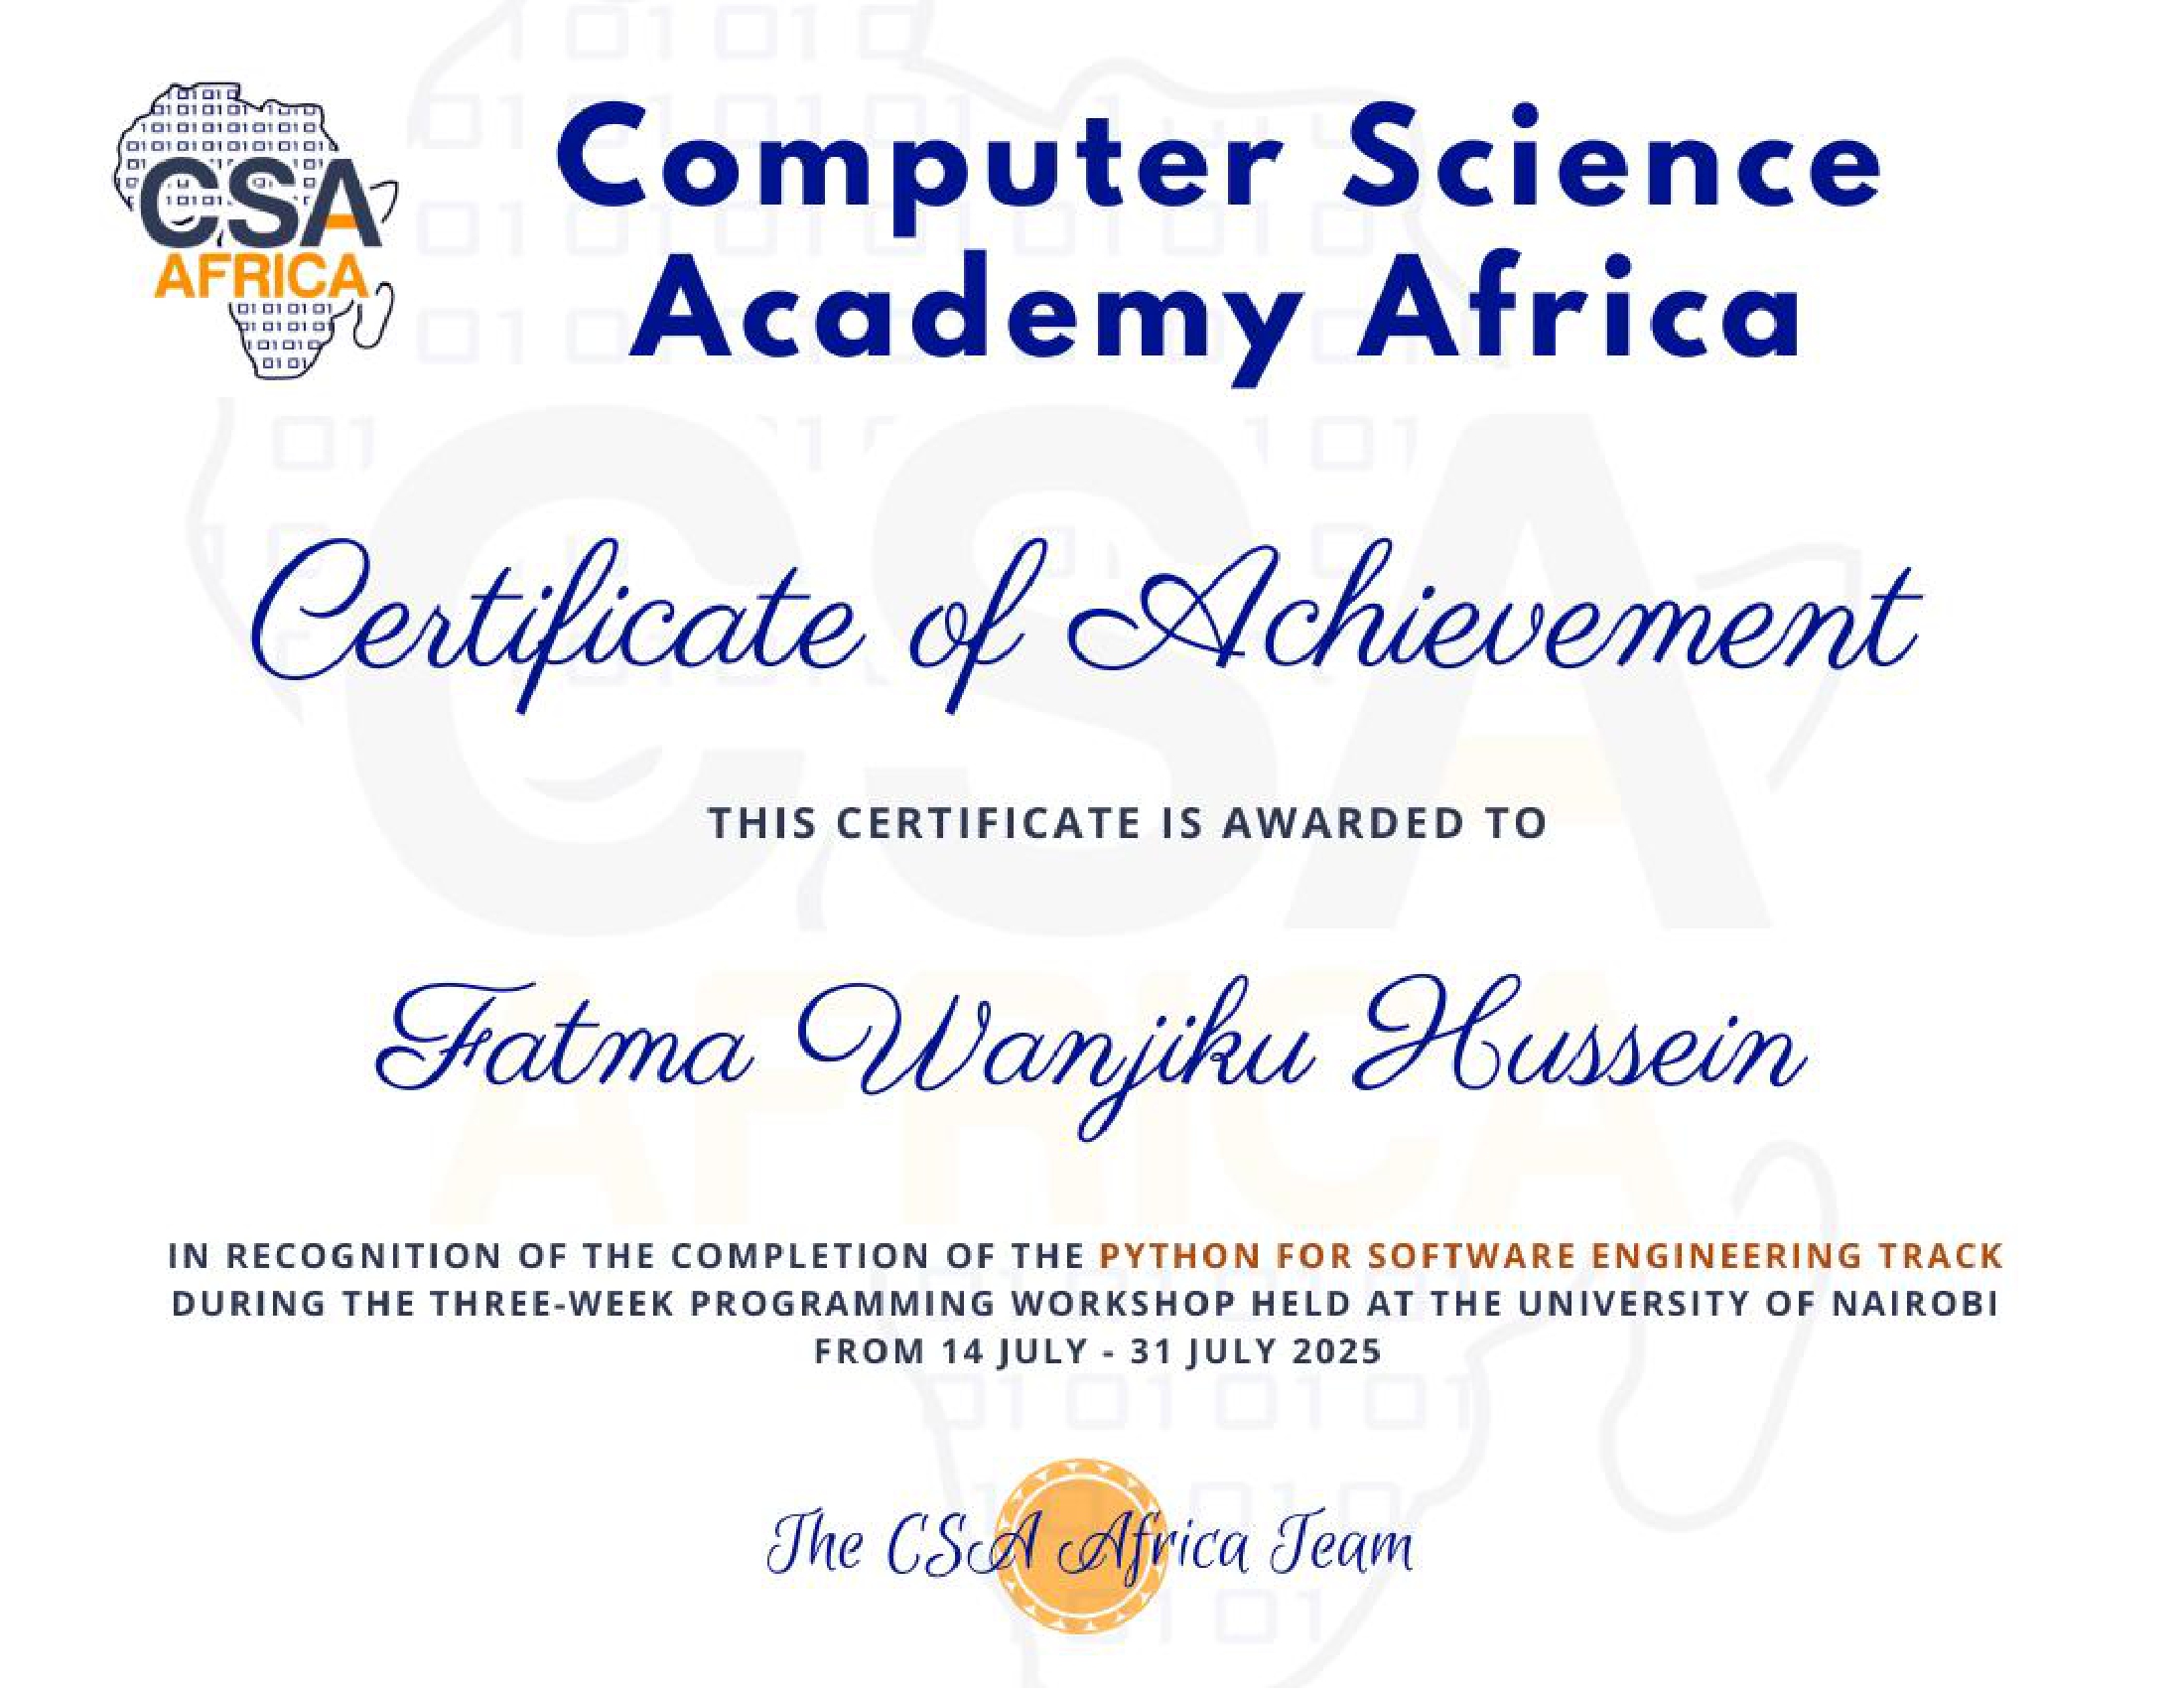 CSA
AFRICA
Computer Science
Academy Africa
Certificate of Achievement
THIS CERTIFICATE IS AWARDED TO
Fatma Wanjiku Hussein
IN RECOGNITION OF THE COMPLETION OF THE PYTHON FOR SOFTWARE ENGINEERING TRACK
DURING THE THREE-WEEK PROGRAMMING WORKSHOP HELD AT THE UNIVERSITY OF NAIROBI
FROM 14 JULY - 31 JULY 2025
The CSA Africa Team